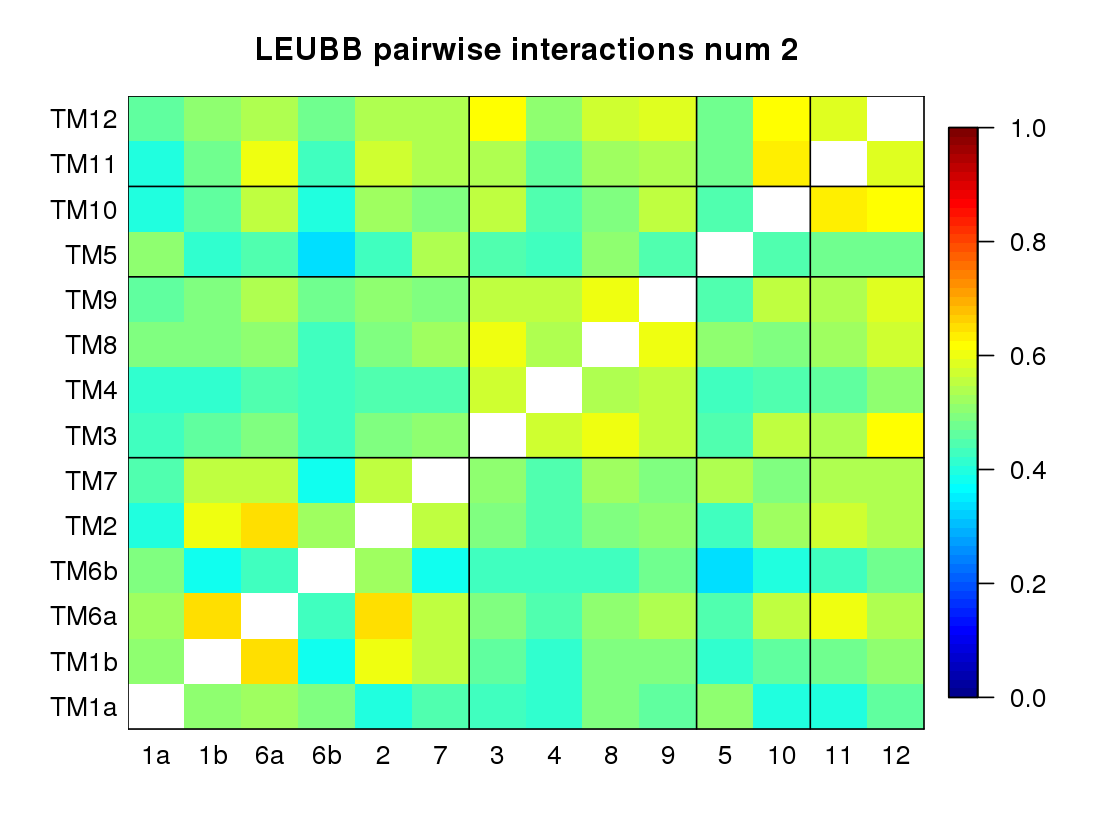 LEUBB pairwise interactions num 2
TM12
TM11
TM10
TM5
TM9
TM8
TM4
TM3
TM7
TM2
TM6b
TM6a
TM1b
TM1a
1a 1b 6a 6b 2 7 3 4 8 9 5 10 11 12
1.0
0.8
0.6
0.4
0.2
0.0